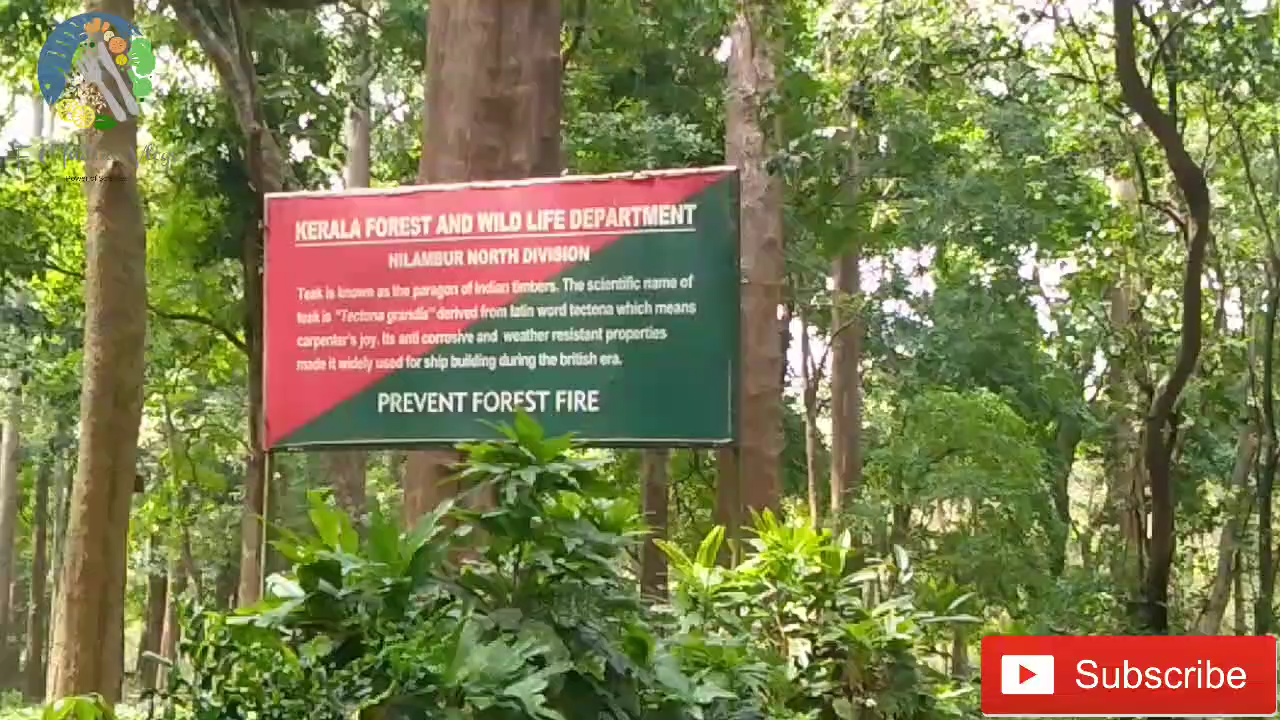 KERALA FOREST AND WILD LIFE DEPARTMENT
NILAMBUR NORTH DIVISION
Teak is known as the paragon of indian timbers. The scientific name of
teak is "Tectona grandis" derived from latin word tectona which means
carpenter's joy. Its anti corrosive and weather resistant properties
made it widely used for ship building during the british era.
PREVENT FOREST FIRE
Subscribe